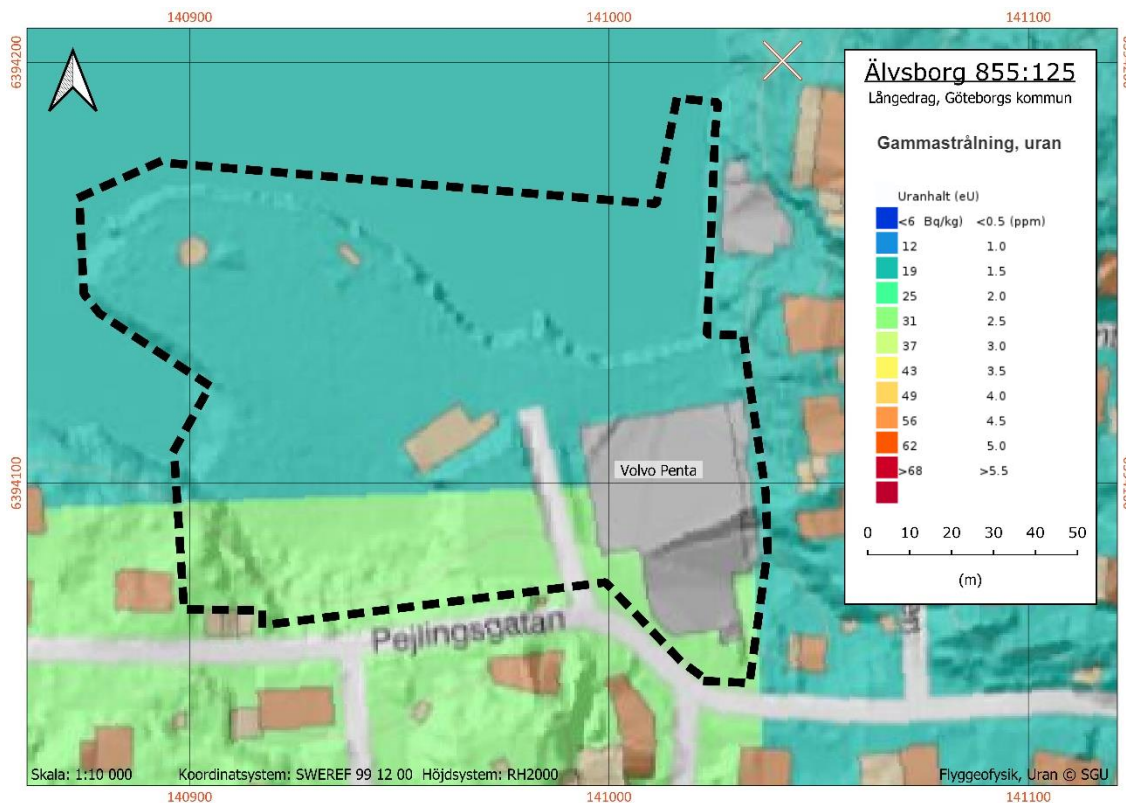 140900 141000 141100
6394200
Älvsborg 855:125
Långedrag, Göteborgs kommun
Gammastrålning, uran
Uranhalt (eU)
<6 Bq/kg) <0.5 (ppm)
12 1.0
19 1.5
25 2.0
31 2.5
37 3.0
43 3.5
49 4.0
56 4.5
62 5.0
>68 >5.5
0 10 20 30 40 50
(m)
Volvo Penta
6394100
Pejlingsgatan
Skala: 1:10 000 Koordinatsystem: SWEREF 99 12 00 Höjdsystem: RH2000
Flyggeofysik, Uran © SGU
140900 141000 141100